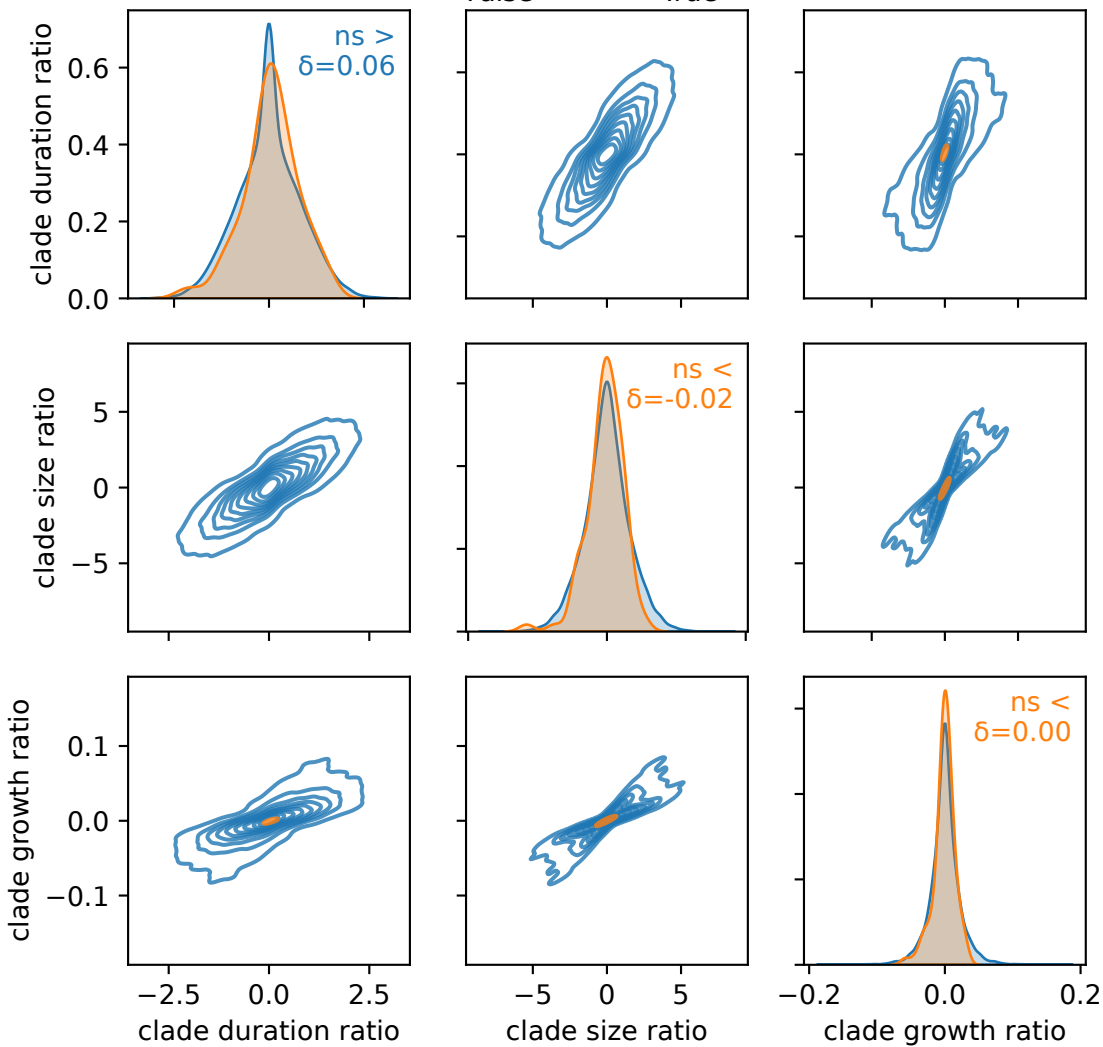 clade duration ratio
0.6
0.4
0.2
0.0
ns >
δ=0.06
clade size ratio
5
0
−5
ns <
δ=-0.02
clade growth ratio
0.1
0.0
−0.1
ns <
δ=0.00
−2.5 0.0 2.5
−5 0 5
−0.2 0.0 0.2
clade duration ratio
clade size ratio
clade growth ratio